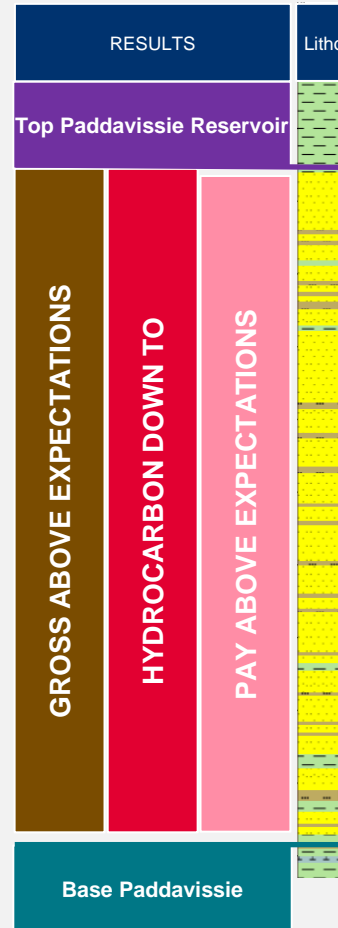 RESULTS
Litho
Top Paddavissie Reservoir
GROSS ABOVE EXPECTATIONS
HYDROCARBON DOWN TO
PAY ABOVE EXPECTATIONS
Base Paddavissie